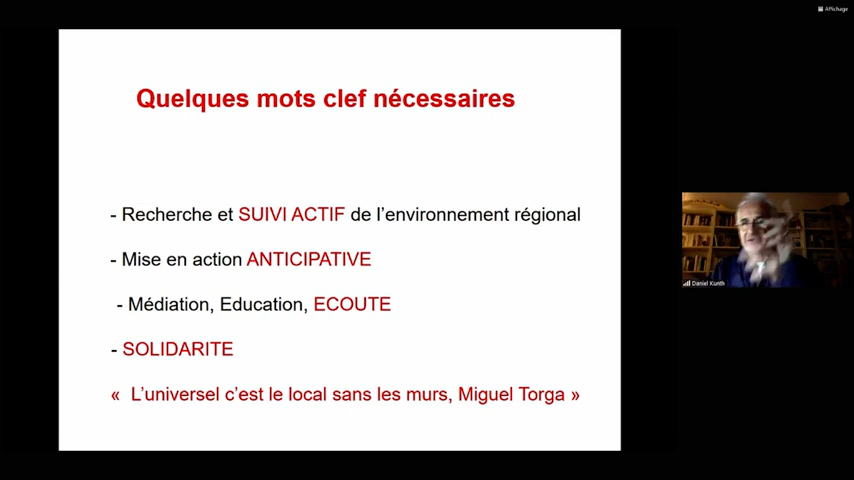 Affichage
Quelques mots clef nécessaires
- Recherche et SUIVI ACTIF de l'environnement régional
- Mise en action ANTICIPATIVE
- Médiation, Education, ECOUTE
- SOLIDARITE
« L'universel c'est le local sans les murs, Miguel Torga »
Daniel Kunth